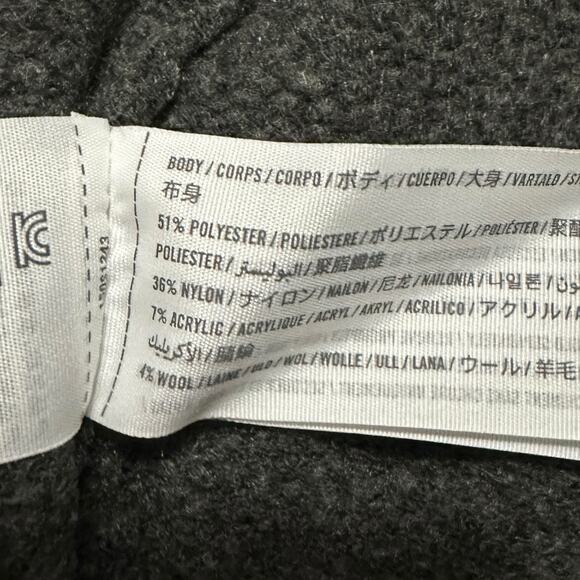 BODY / CORPS / CORPO / ボディ / CUERPO / 大身 / VARTALO /
布身
51% POLYESTER / POLIESTERE / ポリエステル / POLIÉSTER / 聚酯
POLIESTER / البوليستر / 聚脂纖維
36% NYLON / ナイロン / NAILON / 尼龙 / NAILONIA / 나일론 /
7% ACRYLIC / ACRYLIQUE / ACRYL / AKRYL / ACRILICO / アクリル /
الأكريليك / 腈綸
4% WOOL / LAINE / ULD / WOL / WOLLE / ULL / LANA / ウール / 羊毛